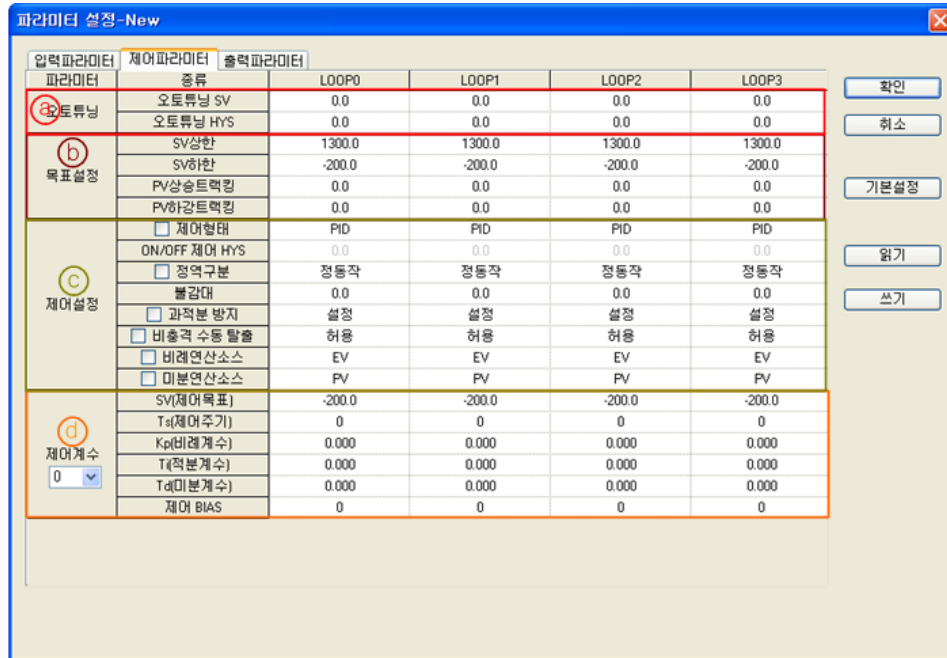 파라미터 설정-New
입력파라미터 제어파라미터 출력파라미터
파라미터 종류 LOOP0 LOOP1 LOOP2 LOOP3
확인
ⓐ 오토튜닝
오토튜닝 SV 0.0 0.0 0.0 0.0
오토튜닝 HYS 0.0 0.0 0.0 0.0
취소
ⓑ
목표설정
SV상한 1300.0 1300.0 1300.0 1300.0
SV하한 -200.0 -200.0 -200.0 -200.0
PV상승트랙킹 0.0 0.0 0.0 0.0
기본설정
PV하강트랙킹 0.0 0.0 0.0 0.0
ⓒ
제어설정
제어형태 PID PID PID PID
ON/OFF 제어 HYS 0.0 0.0 0.0 0.0
읽기
정역구분 정동작 정동작 정동작 정동작
불감대 0.0 0.0 0.0 0.0
쓰기
과적분 방지 설정 설정 설정 설정
비충격 수동 탈출 허용 허용 허용 허용
비례연산소스 EV EV EV EV
미분연산소스 PV PV PV PV
ⓓ
제어계수
0
SV(제어목표) -200.0 -200.0 -200.0 -200.0
Ts(제어주기) 0 0 0 0
Kp(비례계수) 0.000 0.000 0.000 0.000
Ti(적분계수) 0.000 0.000 0.000 0.000
Td(미분계수) 0.000 0.000 0.000 0.000
제어 BIAS 0 0 0 0